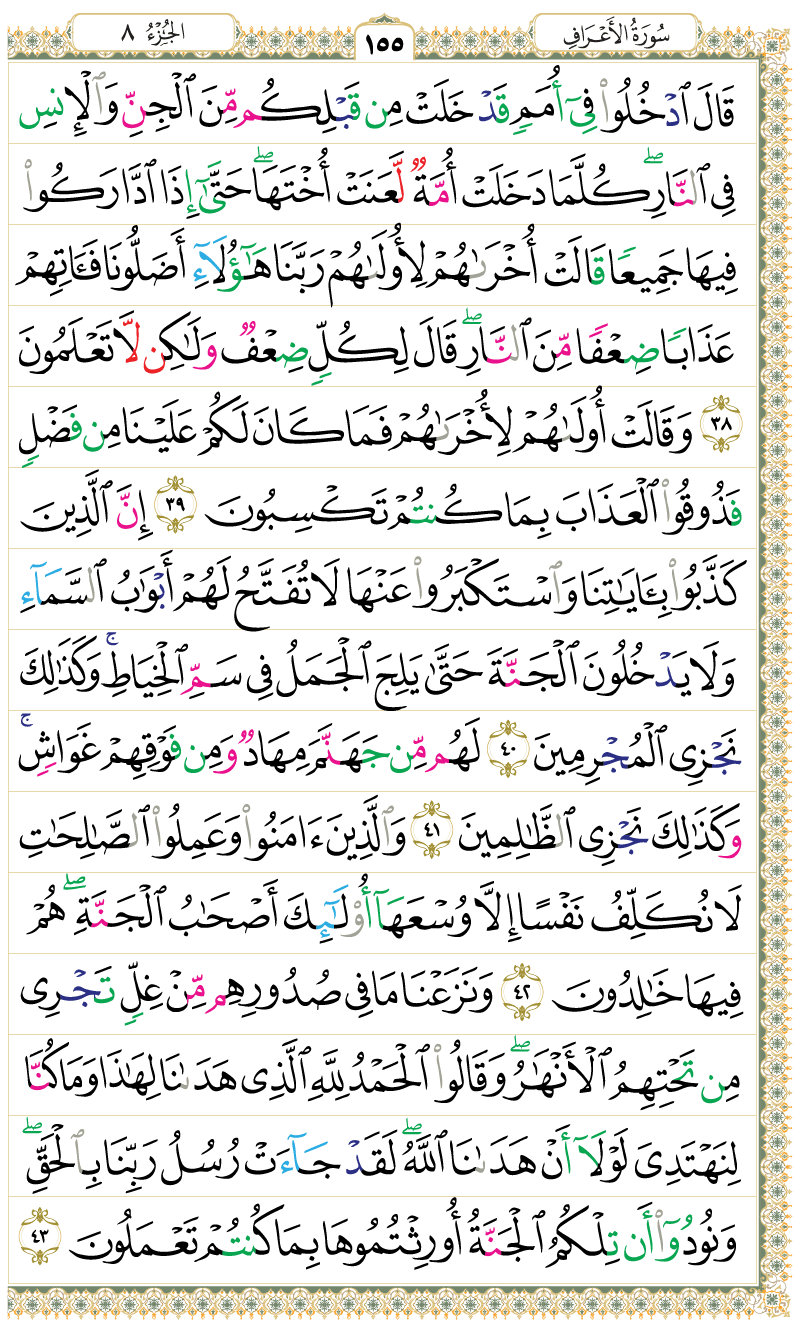 سُورَةُ الْأَعْرَافِ ١٥٥ الجُزْءُ ٨
قَالَ ٱدْخُلُوا۟ فِىٓ أُمَمٍ قَدْ خَلَتْ مِن قَبْلِكُم مِّنَ ٱلْجِنِّ وَٱلْإِنسِ
فِى ٱلنَّارِ ۖ كُلَّمَا دَخَلَتْ أُمَّةٌ لَّعَنَتْ أُخْتَهَا ۖ حَتَّىٰٓ إِذَا ٱدَّارَكُوا۟
فِيهَا جَمِيعًا قَالَتْ أُخْرَىٰهُمْ لِأُولَىٰهُمْ رَبَّنَا هَـٰٓؤُلَآءِ أَضَلُّونَا فَـَٔاتِهِمْ
عَذَابًا ضِعْفًا مِّنَ ٱلنَّارِ ۖ قَالَ لِكُلٍّ ضِعْفٌ وَلَـٰكِن لَّا تَعْلَمُونَ
٣٨ وَقَالَتْ أُولَىٰهُمْ لِأُخْرَىٰهُمْ فَمَا كَانَ لَكُمْ عَلَيْنَا مِن فَضْلٍ
فَذُوقُوا۟ ٱلْعَذَابَ بِمَا كُنتُمْ تَكْسِبُونَ ٣٩ إِنَّ ٱلَّذِينَ
كَذَّبُوا۟ بِـَٔايَـٰتِنَا وَٱسْتَكْبَرُوا۟ عَنْهَا لَا تُفَتَّحُ لَهُمْ أَبْوَٰبُ ٱلسَّمَآءِ
وَلَا يَدْخُلُونَ ٱلْجَنَّةَ حَتَّىٰ يَلِجَ ٱلْجَمَلُ فِى سَمِّ ٱلْخِيَاطِ ۚ وَكَذَٰلِكَ
نَجْزِى ٱلْمُجْرِمِينَ ٤٠ لَهُم مِّن جَهَنَّمَ مِهَادٌ وَمِن فَوْقِهِمْ غَوَاشٍ ۚ
وَكَذَٰلِكَ نَجْزِى ٱلظَّـٰلِمِينَ ٤١ وَٱلَّذِينَ ءَامَنُوا۟ وَعَمِلُوا۟ ٱلصَّـٰلِحَـٰتِ
لَا نُكَلِّفُ نَفْسًا إِلَّا وُسْعَهَآ أُو۟لَـٰٓئِكَ أَصْحَـٰبُ ٱلْجَنَّةِ ۖ هُمْ
فِيهَا خَـٰلِدُونَ ٤٢ وَنَزَعْنَا مَا فِى صُدُورِهِم مِّنْ غِلٍّ تَجْرِى
مِن تَحْتِهِمُ ٱلْأَنْهَـٰرُ ۖ وَقَالُوا۟ ٱلْحَمْدُ لِلَّهِ ٱلَّذِى هَدَىٰنَا لِهَـٰذَا وَمَا كُنَّا
لِنَهْتَدِىَ لَوْلَآ أَنْ هَدَىٰنَا ٱللَّهُ ۖ لَقَدْ جَآءَتْ رُسُلُ رَبِّنَا بِٱلْحَقِّ ۖ
وَنُودُوٓا۟ أَن تِلْكُمُ ٱلْجَنَّةُ أُورِثْتُمُوهَا بِمَا كُنتُمْ تَعْمَلُونَ ٤٣